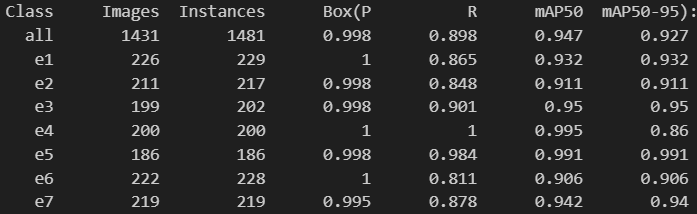 Class Images Instances Box(P R mAP50 mAP50-95):
all 1431 1481 0.998 0.898 0.947 0.927
e1 226 229 1 0.865 0.932 0.932
e2 211 217 0.998 0.848 0.911 0.911
e3 199 202 0.998 0.901 0.95 0.95
e4 200 200 1 1 0.995 0.86
e5 186 186 0.998 0.984 0.991 0.991
e6 222 228 1 0.811 0.906 0.906
e7 219 219 0.995 0.878 0.942 0.94